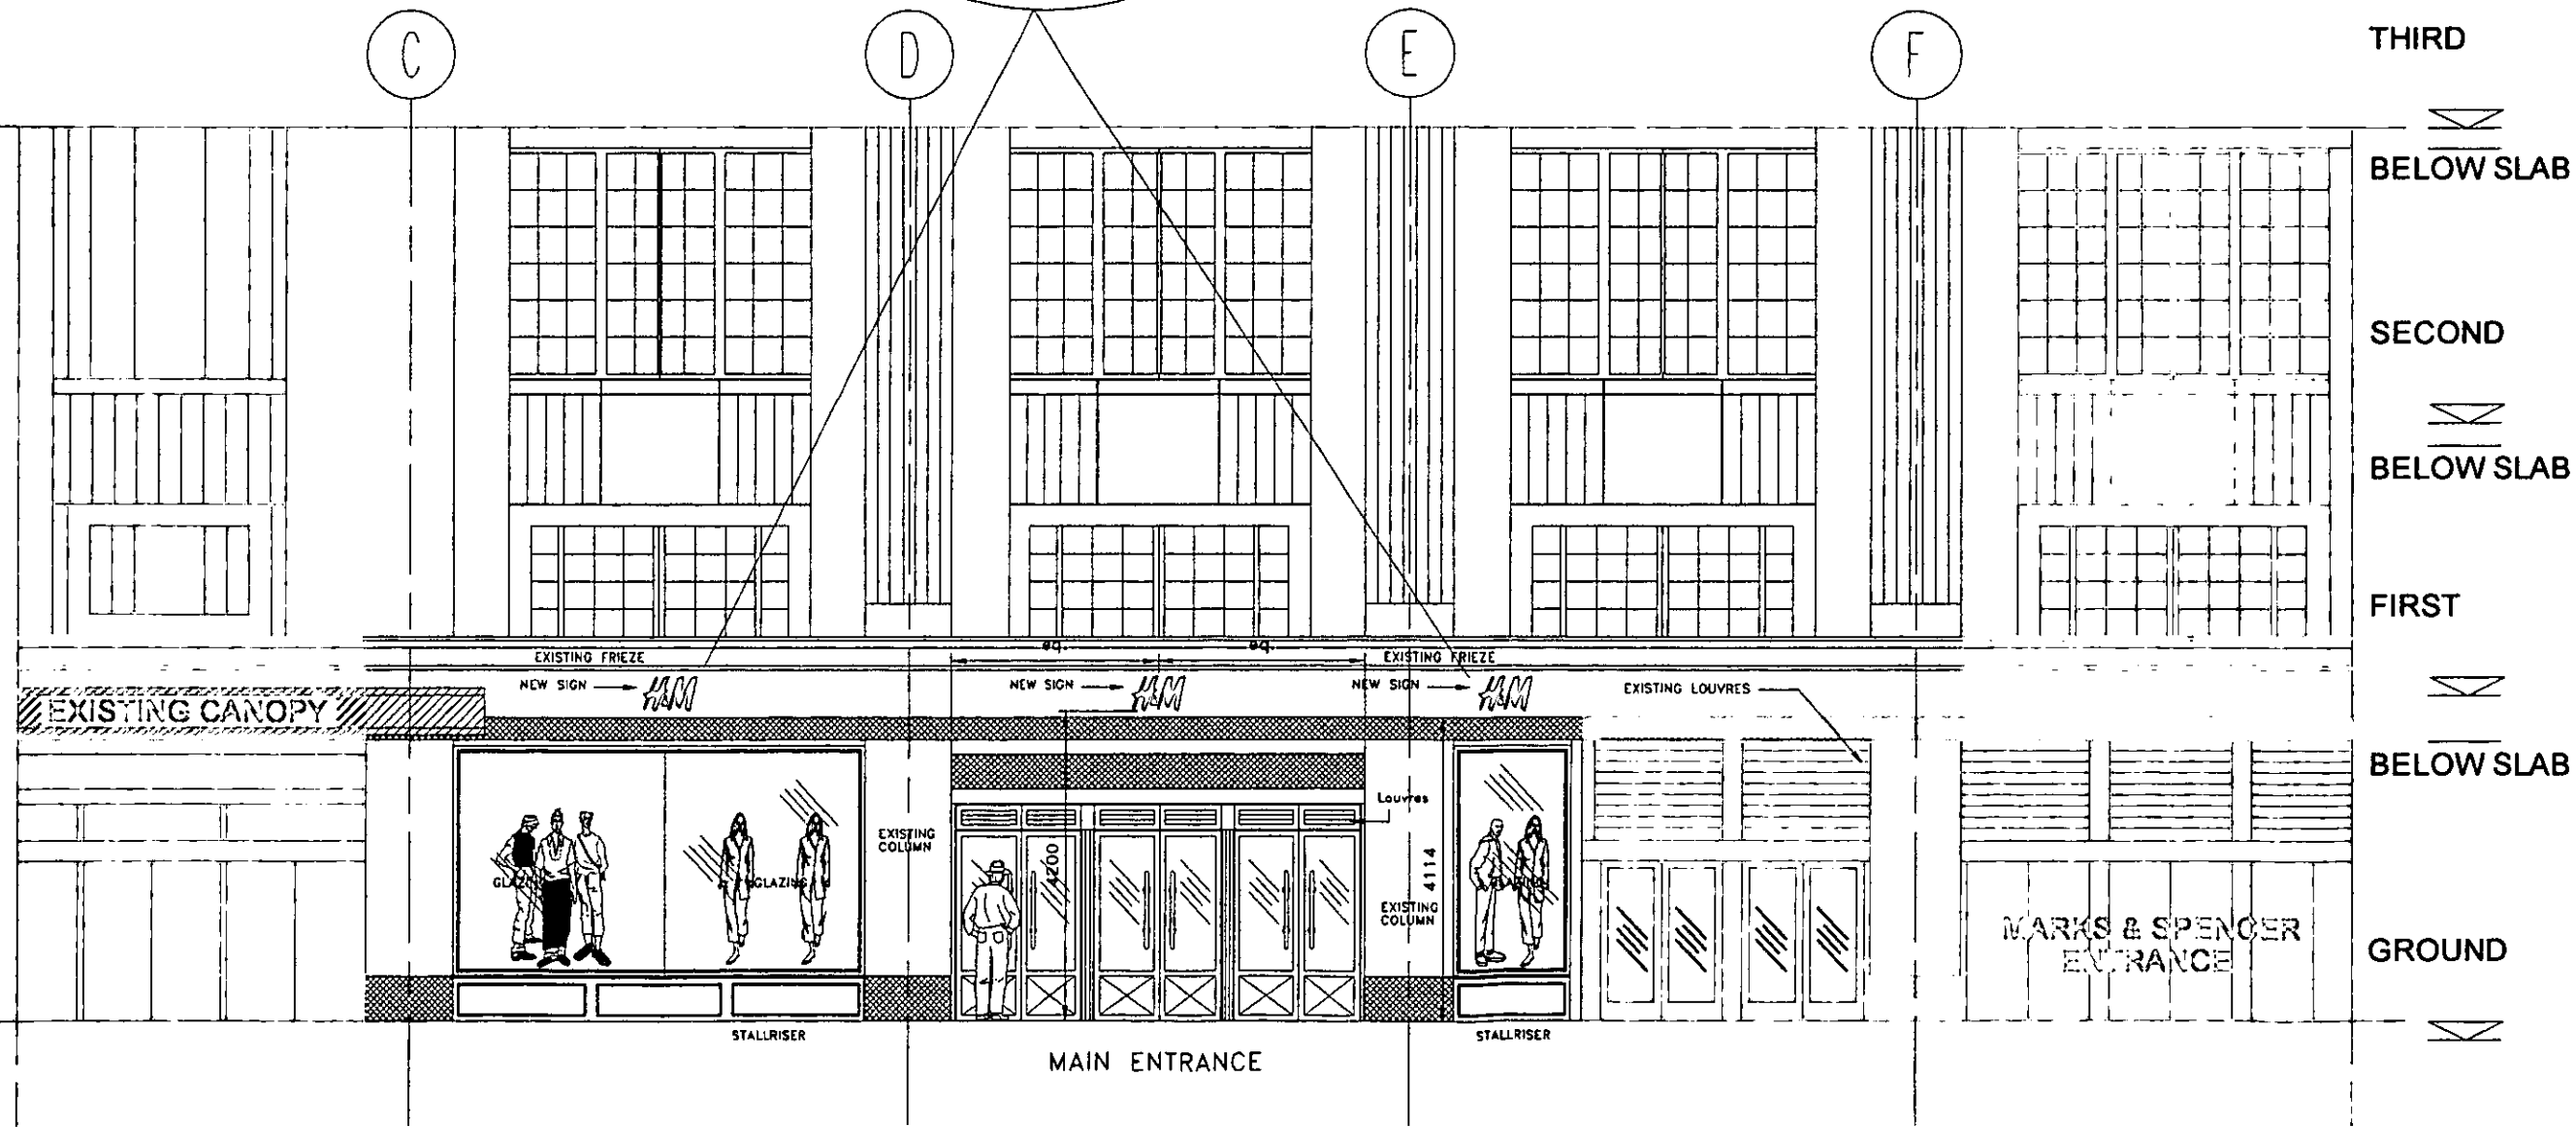 C D E F
THIRD
BELOW SLAB
SECOND
BELOW SLAB
FIRST
eq. eq.
EXISTING FRIEZE EXISTING FRIEZE
NEW SIGN H&M NEW SIGN H&M NEW SIGN H&M EXISTING LOUVRES
EXISTING CANOPY
BELOW SLAB
Louvres
EXISTING
COLUMN
4200
4114
GLAZING
EXISTING
COLUMN
MARKS & SPENCER
ENTRANCE
GROUND
STALLRISER STALLRISER
MAIN ENTRANCE